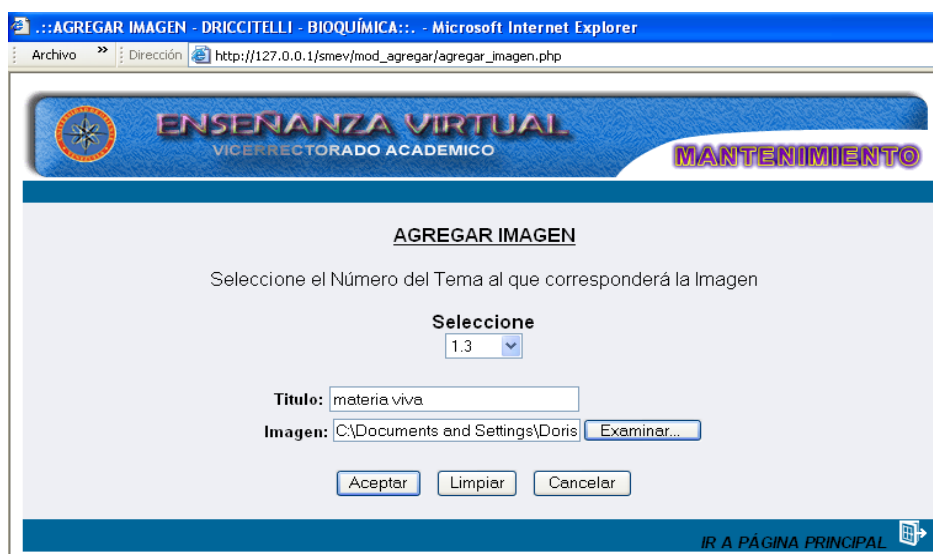 .::AGREGAR IMAGEN - DRICCITELLI - BIOQUÍMICA::. - Microsoft Internet Explorer
Archivo » Dirección http://127.0.0.1/smev/mod_agregar/agregar_imagen.php
ENSEÑANZA VIRTUAL
VICERRECTORADO ACADEMICO
MANTENIMIENTO
AGREGAR IMAGEN
Seleccione el Número del Tema al que corresponderá la Imagen
Seleccione
1.3
Titulo: materia viva
Imagen: C:\Documents and Settings\Doris Examinar...
Aceptar Limpiar Cancelar
IR A PÁGINA PRINCIPAL